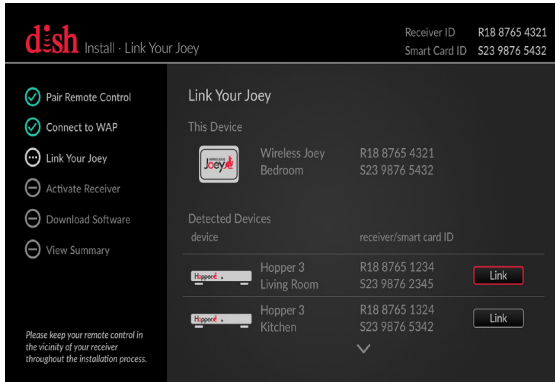 dish Install · Link Your Joey
Receiver ID R18 8765 4321
Smart Card ID S23 9876 5432
Pair Remote Control
Connect to WAP
Link Your Joey
Activate Receiver
Download Software
View Summary
Please keep your remote control in
the vicinity of your receiver
throughout the installation process.
Link Your Joey
This Device
WIRELESS
Joey
Wireless Joey R18 8765 4321
Bedroom S23 9876 5432
Detected Devices
device receiver/smart card ID
Hopper
Hopper 3 R18 8765 1234
Living Room S23 9876 2345
Link
Hopper
Hopper 3 R18 8765 1324
Kitchen S23 9876 5342
Link